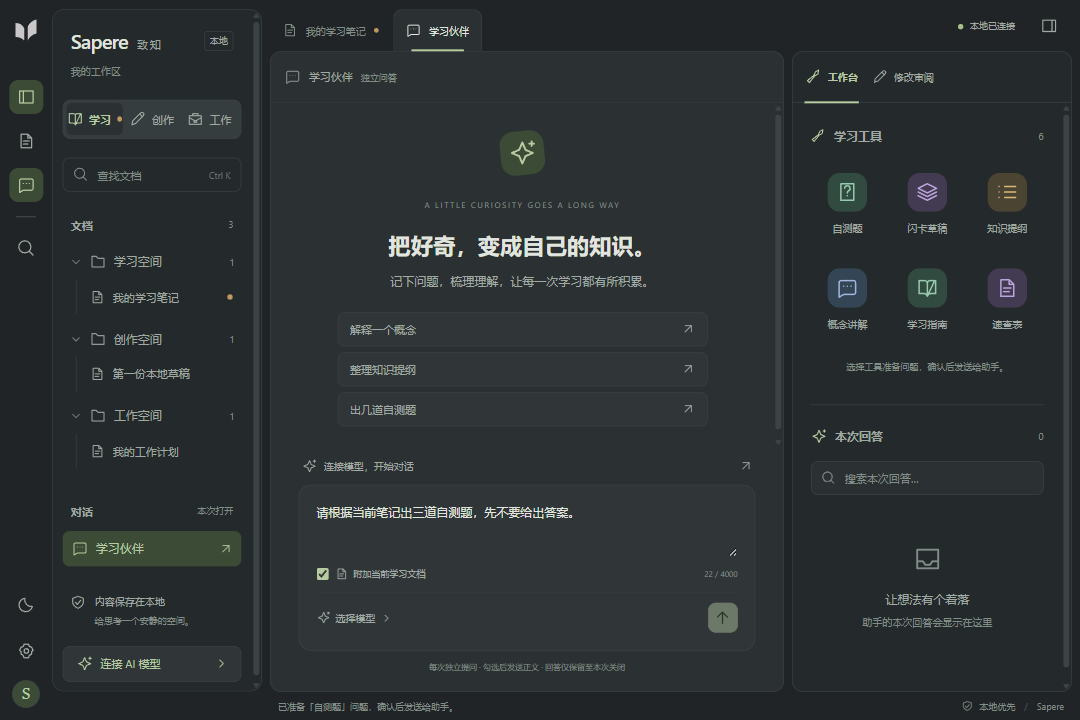 Sapere 致知
本地
我的工作区
学习
创作
工作
查找文档
Ctrl K
文档
3
学习空间
1
我的学习笔记
创作空间
1
第一份本地草稿
工作空间
1
我的工作计划
对话
本次打开
学习伙伴
内容保存在本地
给思考一个安静的空间。
连接 AI 模型
S
我的学习笔记
学习伙伴
本地已连接
学习伙伴 独立问答
A LITTLE CURIOSITY GOES A LONG WAY
把好奇，变成自己的知识。
记下问题，梳理理解，让每一次学习都有所积累。
解释一个概念
整理知识提纲
出几道自测题
连接模型，开始对话
请根据当前笔记出三道自测题，先不要给出答案。
附加当前学习文档
22 / 4000
选择模型
每次独立提问 · 勾选后发送正文 · 回答仅保留至本次关闭
工作台
修改审阅
学习工具
6
自测题
闪卡草稿
知识提纲
概念讲解
学习指南
速查表
选择工具准备问题，确认后发送给助手。
本次回答
0
搜索本次回答...
让想法有个着落
助手的本次回答会显示在这里
已准备「自测题」问题，确认后发送给助手。
本地优先 / Sapere